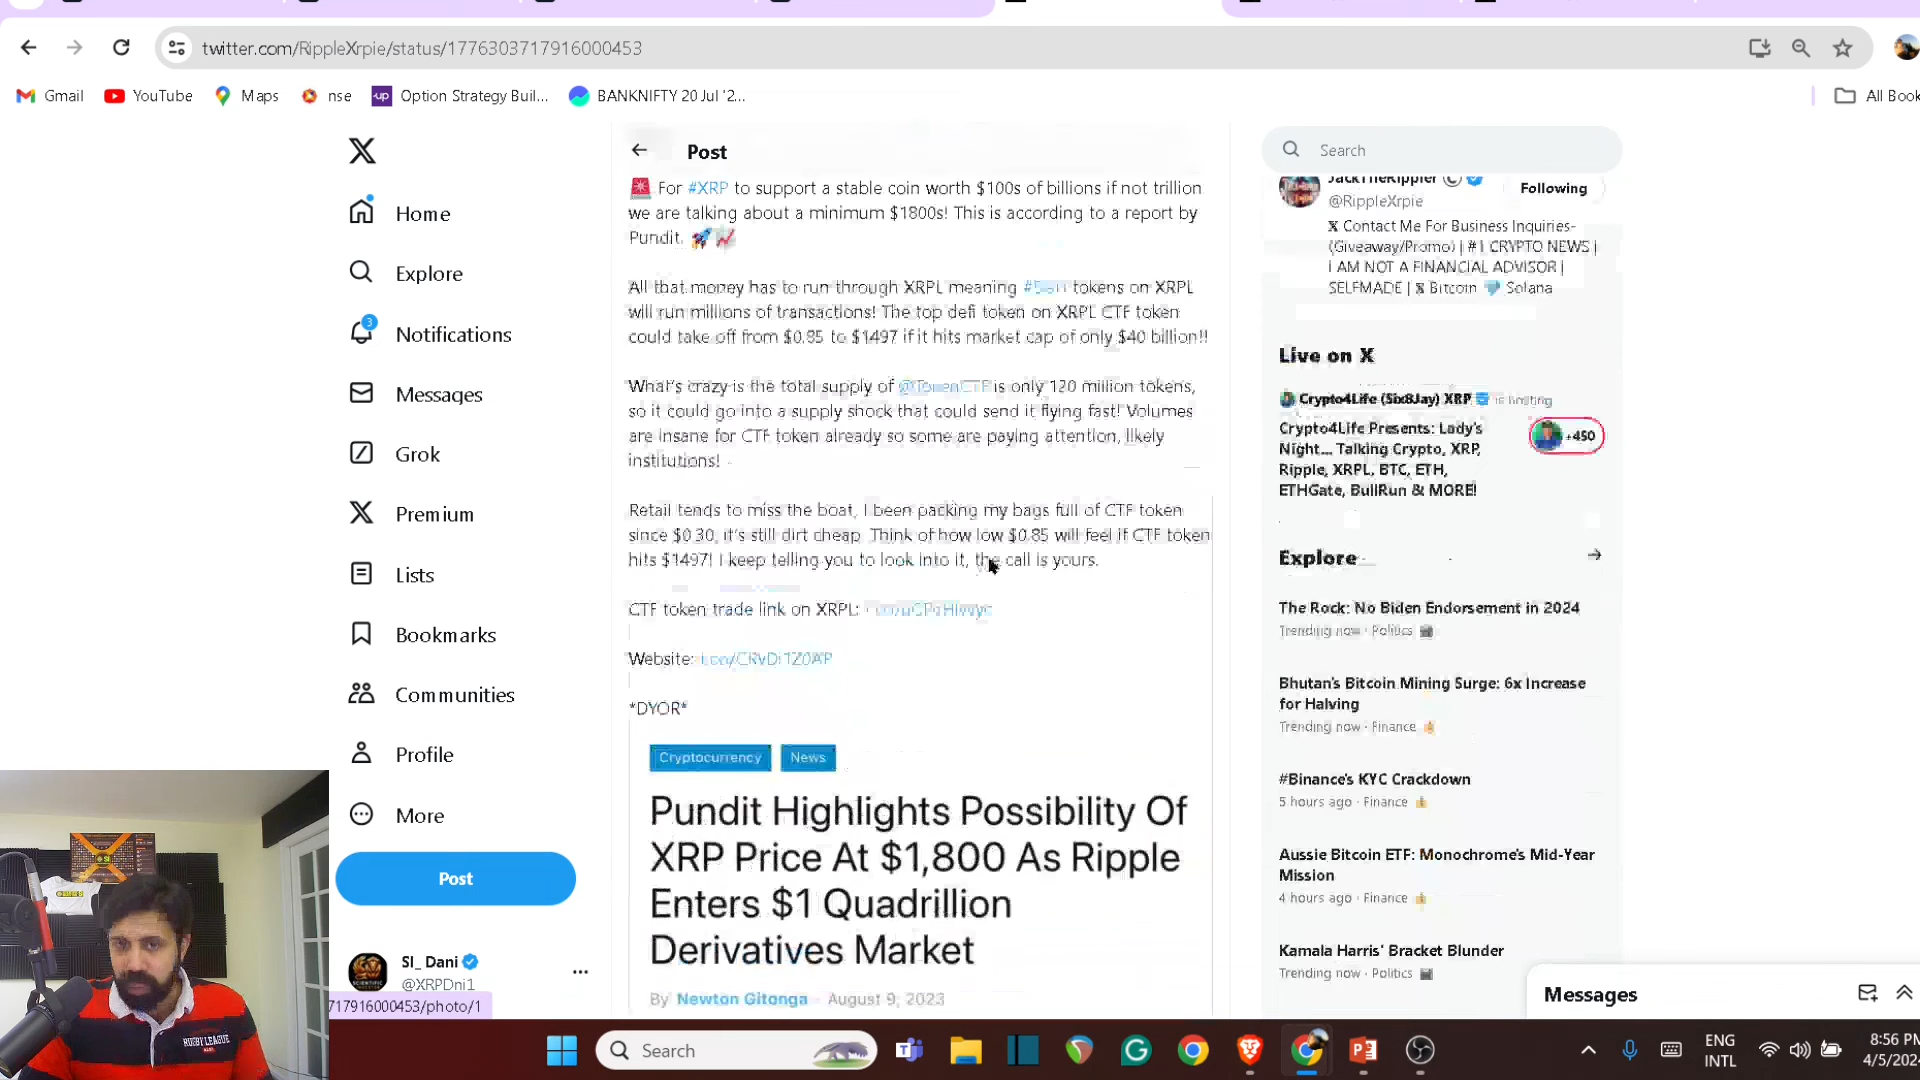 twitter.com/RippleXrpie/status/1776303717916000453
Gmail
YouTube
Maps
nse
Option Strategy Buil...
BANKNIFTY 20 Jul '2...
All Book
Home
Explore
3
Notifications
Messages
Grok
Premium
Lists
Bookmarks
Communities
Profile
More
Post
SI_ Dani
@XRPDni1
717916000453/photo/1
Post
For #XRP to support a stable coin worth $100s of billions if not trillion
we are talking about a minimum $1800s! This is according to a report by
Pundit.
All that money has to run through XRPL meaning tokens on XRPL
will run millions of transactions! The top defi token on XRPL CTF token
could take off from $0.85 to $1497 if it hits market cap of only $40 billion!!
What's crazy is the total supply of is only 120 million tokens,
so it could go into a supply shock that could send it flying fast! Volumes
are insane for CTF token already so some are paying attention, likely
institutions!
Retail tends to miss the boat, I been packing my bags full of CTF token
since $0.30, it's still dirt cheap. Think of how low $0.85 will feel if CTF token
hits $1497! I keep telling you to look into it, the call is yours.
CTF token trade link on XRPL:
Website:
*DYOR*
Cryptocurrency
News
Pundit Highlights Possibility Of
XRP Price At $1,800 As Ripple
Enters $1 Quadrillion
Derivatives Market
By Newton Gitonga - August 9, 2023
Search
JackTheRippler
Following
@RippleXrpie
X Contact Me For Business Inquiries-
(Giveaway/Promo) | #1 CRYPTO NEWS |
I AM NOT A FINANCIAL ADVISOR |
SELFMADE | X Bitcoin Solana
Live on X
Crypto4Life (Six8Jay) XRP is hosting
Crypto4Life Presents: Lady's
Night... Talking Crypto, XRP,
Ripple, XRPL, BTC, ETH,
ETHGate, BullRun & MORE!
+450
Explore
The Rock: No Biden Endorsement in 2024
Trending now · Politics
Bhutan's Bitcoin Mining Surge: 6x Increase
for Halving
Trending now · Finance
#Binance's KYC Crackdown
5 hours ago · Finance
Aussie Bitcoin ETF: Monochrome's Mid-Year
Mission
4 hours ago · Finance
Kamala Harris' Bracket Blunder
Trending now · Politics
Messages
RUGBY LEAGUE
Search
ENG
INTL
8:56 PM
4/5/2024